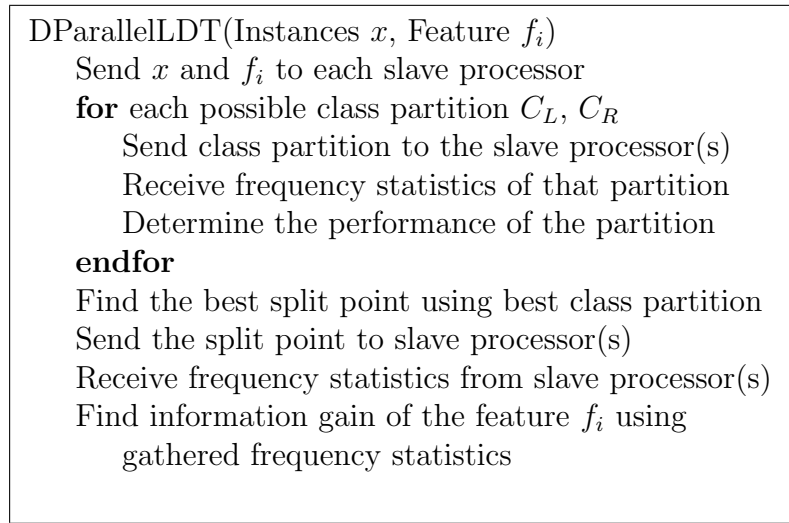 DParallelLDT(Instances x, Feature f_i)
Send x and f_i to each slave processor
for each possible class partition C_L, C_R
Send class partition to the slave processor(s)
Receive frequency statistics of that partition
Determine the performance of the partition
endfor
Find the best split point using best class partition
Send the split point to slave processor(s)
Receive frequency statistics from slave processor(s)
Find information gain of the feature f_i using
gathered frequency statistics